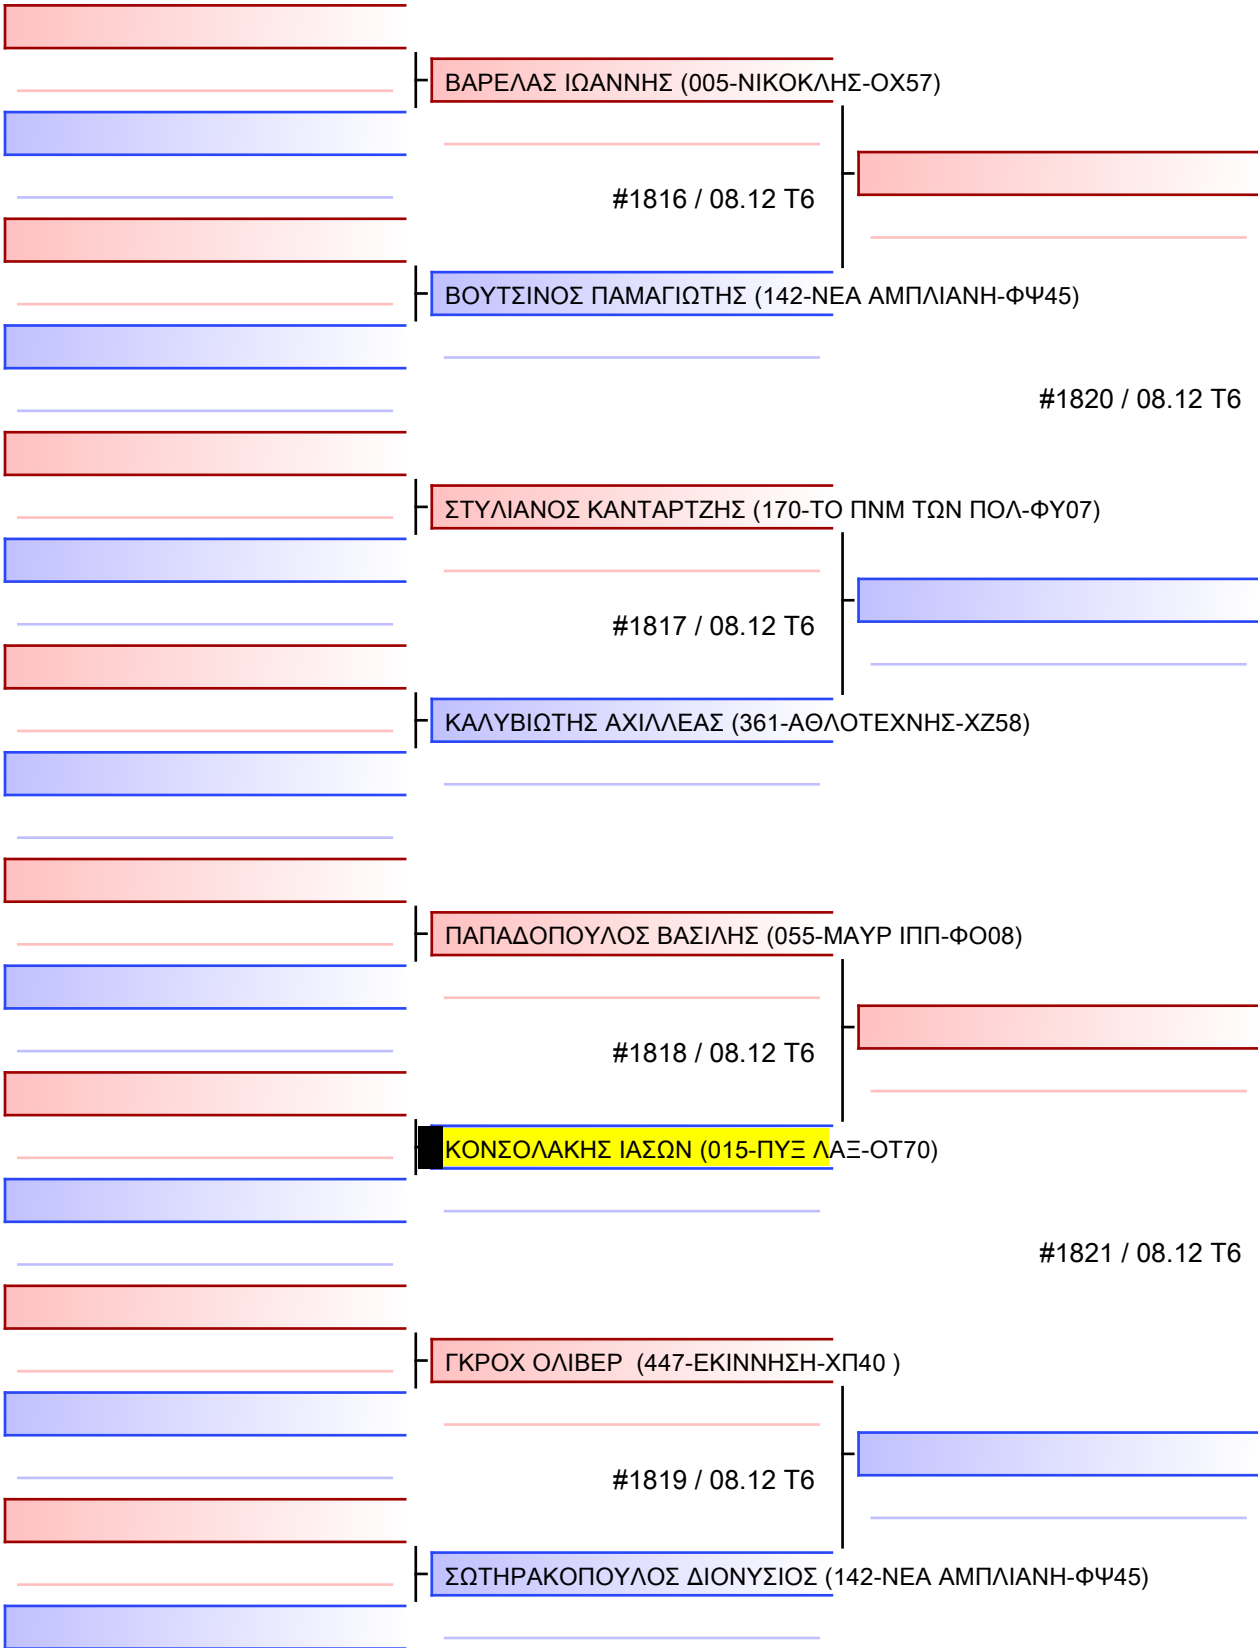 ΒΑΡΕΛΑΣ ΙΩΑΝΝΗΣ (005-ΝΙΚΟΚΛΗΣ-ΟΧ57)
#1816 / 08.12 T6
ΒΟΥΤΣΙΝΟΣ ΠΑΜΑΓΙΩΤΗΣ (142-ΝΕΑ ΑΜΠΛΙΑΝΗ-ΦΨ45)
#1820 / 08.12 T6
ΣΤΥΛΙΑΝΟΣ ΚΑΝΤΑΡΤΖΗΣ (170-ΤΟ ΠΝΜ ΤΩΝ ΠΟΛ-ΦΥ07)
#1817 / 08.12 T6
ΚΑΛΥΒΙΩΤΗΣ ΑΧΙΛΛΕΑΣ (361-ΑΘΛΟΤΕΧΝΗΣ-ΧΖ58)
ΠΑΠΑΔΟΠΟΥΛΟΣ ΒΑΣΙΛΗΣ (055-ΜΑΥΡ ΙΠΠ-ΦΟ08)
#1818 / 08.12 T6
ΚΟΝΣΟΛΑΚΗΣ ΙΑΣΩΝ (015-ΠΥΞ ΛΑΞ-ΟΤ70)
#1821 / 08.12 T6
ΓΚΡΟΧ ΟΛΙΒΕΡ  (447-ΕΚΙΝΝΗΣΗ-ΧΠ40 )
#1819 / 08.12 T6
ΣΩΤΗΡΑΚΟΠΟΥΛΟΣ ΔΙΟΝΥΣΙΟΣ (142-ΝΕΑ ΑΜΠΛΙΑΝΗ-ΦΨ45)